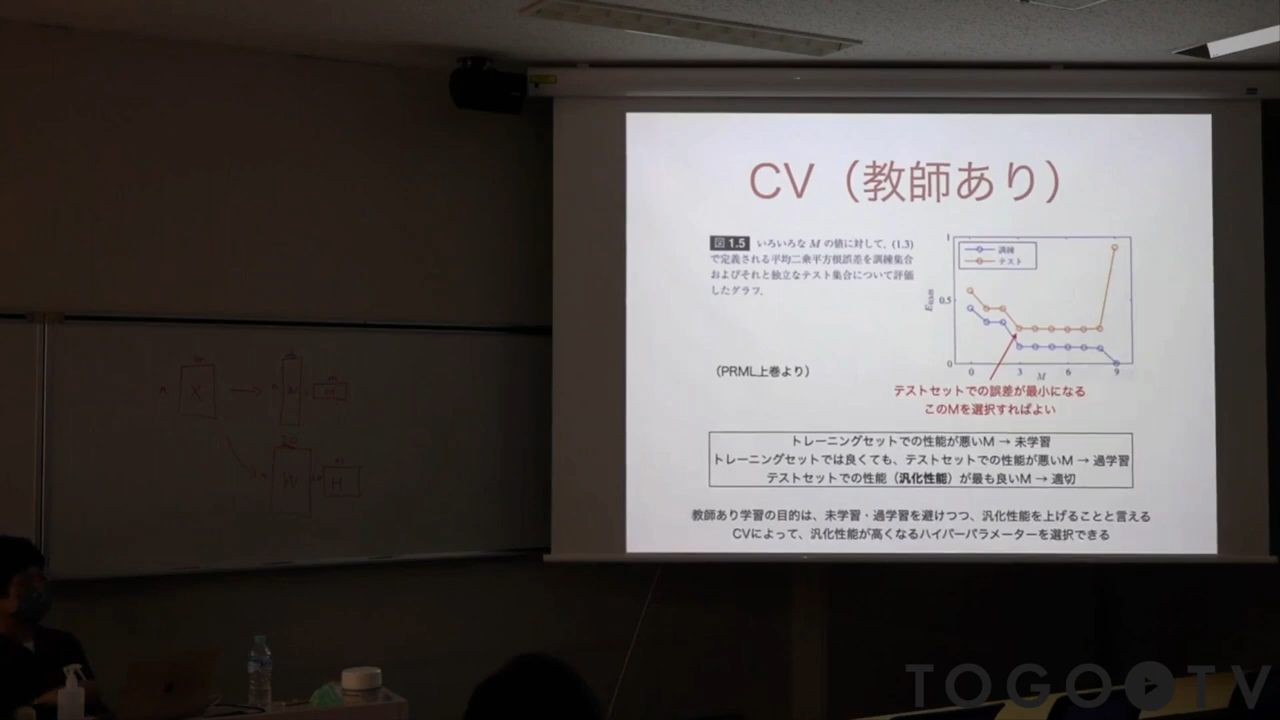 CV（教師あり）
図 1.5 いろいろな M の値に対して、(1.3)
で定義される平均二乗平方根誤差を訓練集合
およびそれと独立なテスト集合について評価
したグラフ.
（PRML上巻より）
1
訓練
テスト
0.5
0
0 3 6 9
M
テストセットでの誤差が最小になる
このMを選択すればよい
トレーニングセットでの性能が悪いM → 未学習
トレーニングセットでは良くても、テストセットでの性能が悪いM → 過学習
テストセットでの性能（汎化性能）が最も良いM → 適切
教師あり学習の目的は、未学習・過学習を避けつつ、汎化性能を上げることと言える
CVによって、汎化性能が高くなるハイパーパラメーターを選択できる
X
W
H
TOGO TV